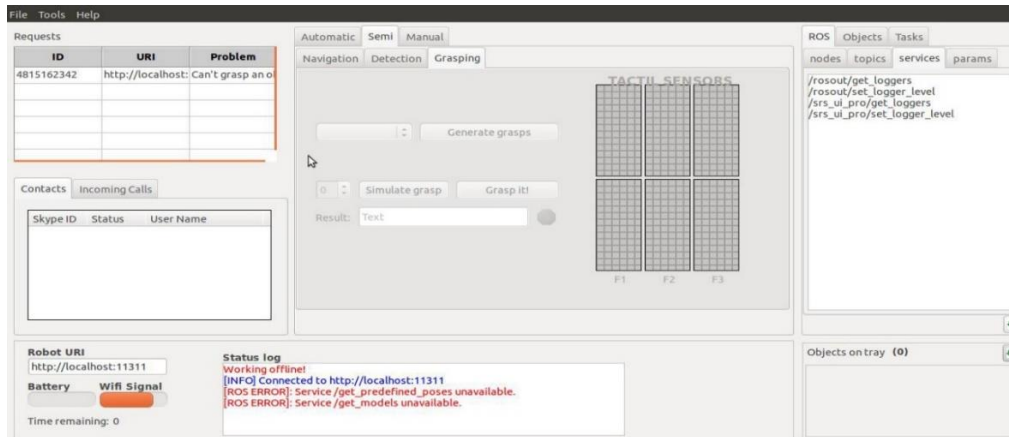 File Tools Help
Requests
ID URI Problem
4815162342 http://localhost: Can't grasp an ol
Contacts Incoming Calls
Skype ID Status User Name
Automatic Semi Manual
Navigation Detection Grasping
TACTIL_SENSORS
Generate grasps
0 Simulate grasp Grasp it!
Result: Text
F1 F2 F3
ROS Objects Tasks
nodes topics services params
/rosout/get_loggers
/rosout/set_logger_level
/srs_ui_pro/get_loggers
/srs_ui_pro/set_logger_level
Robot URI
http://localhost:11311
Battery Wifi Signal
Time remaining: 0
Status log
Working offline!
[INFO] Connected to http://localhost:11311
[ROS ERROR]: Service /get_predefined_poses unavailable.
[ROS ERROR]: Service /get_models unavailable.
Objects on tray (0)